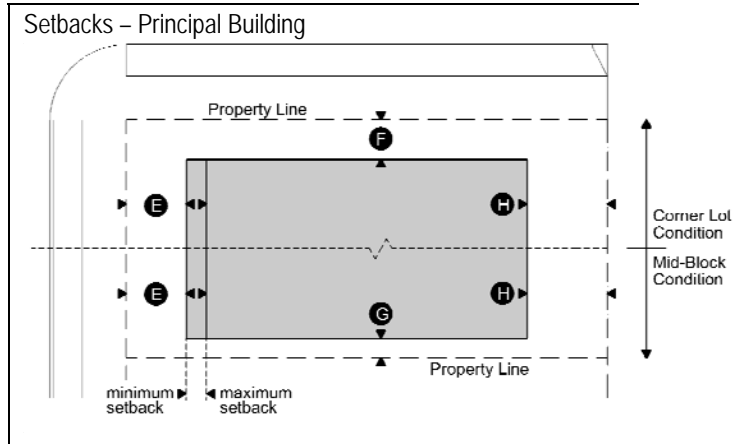 Setbacks – Principal Building
Property Line
F
E
H
Corner Lot
Condition
Mid-Block
Condition
E
H
G
Property Line
minimum
setback
maximum
setback